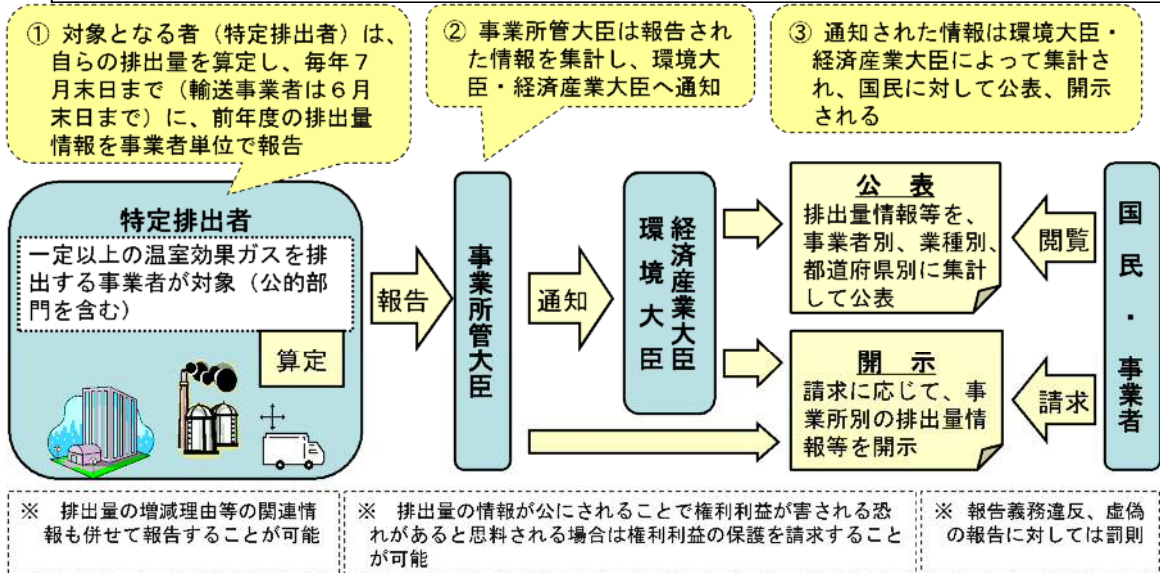 ① 対象となる者（特定排出者）は、
自らの排出量を算定し、毎年７
月末日まで（輸送事業者は６月
末日まで）に、前年度の排出量
情報を事業者単位で報告
② 事業所管大臣は報告され
た情報を集計し、環境大
臣・経済産業大臣へ通知
③ 通知された情報は環境大臣・
経済産業大臣によって集計さ
れ、国民に対して公表、開示
される
特定排出者
一定以上の温室効果ガスを排
出する事業者が対象（公的部
門を含む）
算定
報告
事業所管大臣
通知
経済産業大臣
環境大臣
公　表
排出量情報等を、
事業者別、業種別、
都道府県別に集計
して公表
閲覧
開　示
請求に応じて、事
業所別の排出量情
報等を開示
請求
国民・事業者
※　排出量の増減理由等の関連情
報も併せて報告することが可能
※　排出量の情報が公にされることで権利利益が害される恐
れがあると思料される場合は権利利益の保護を請求すること
が可能
※　報告義務違反、虚偽
の報告に対しては罰則